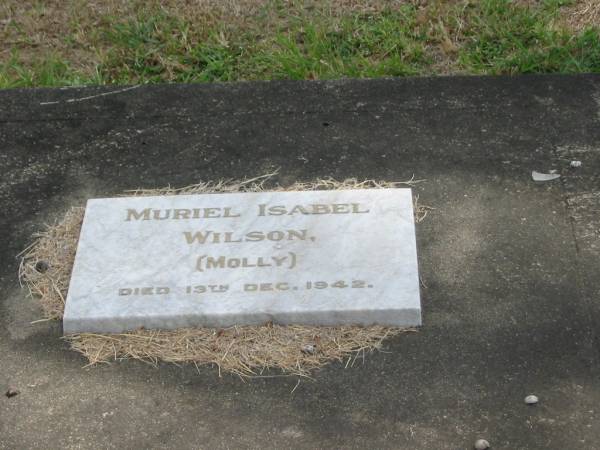 MURIEL ISABEL
WILSON,
(MOLLY)
DIED 13TH DEC. 1942.